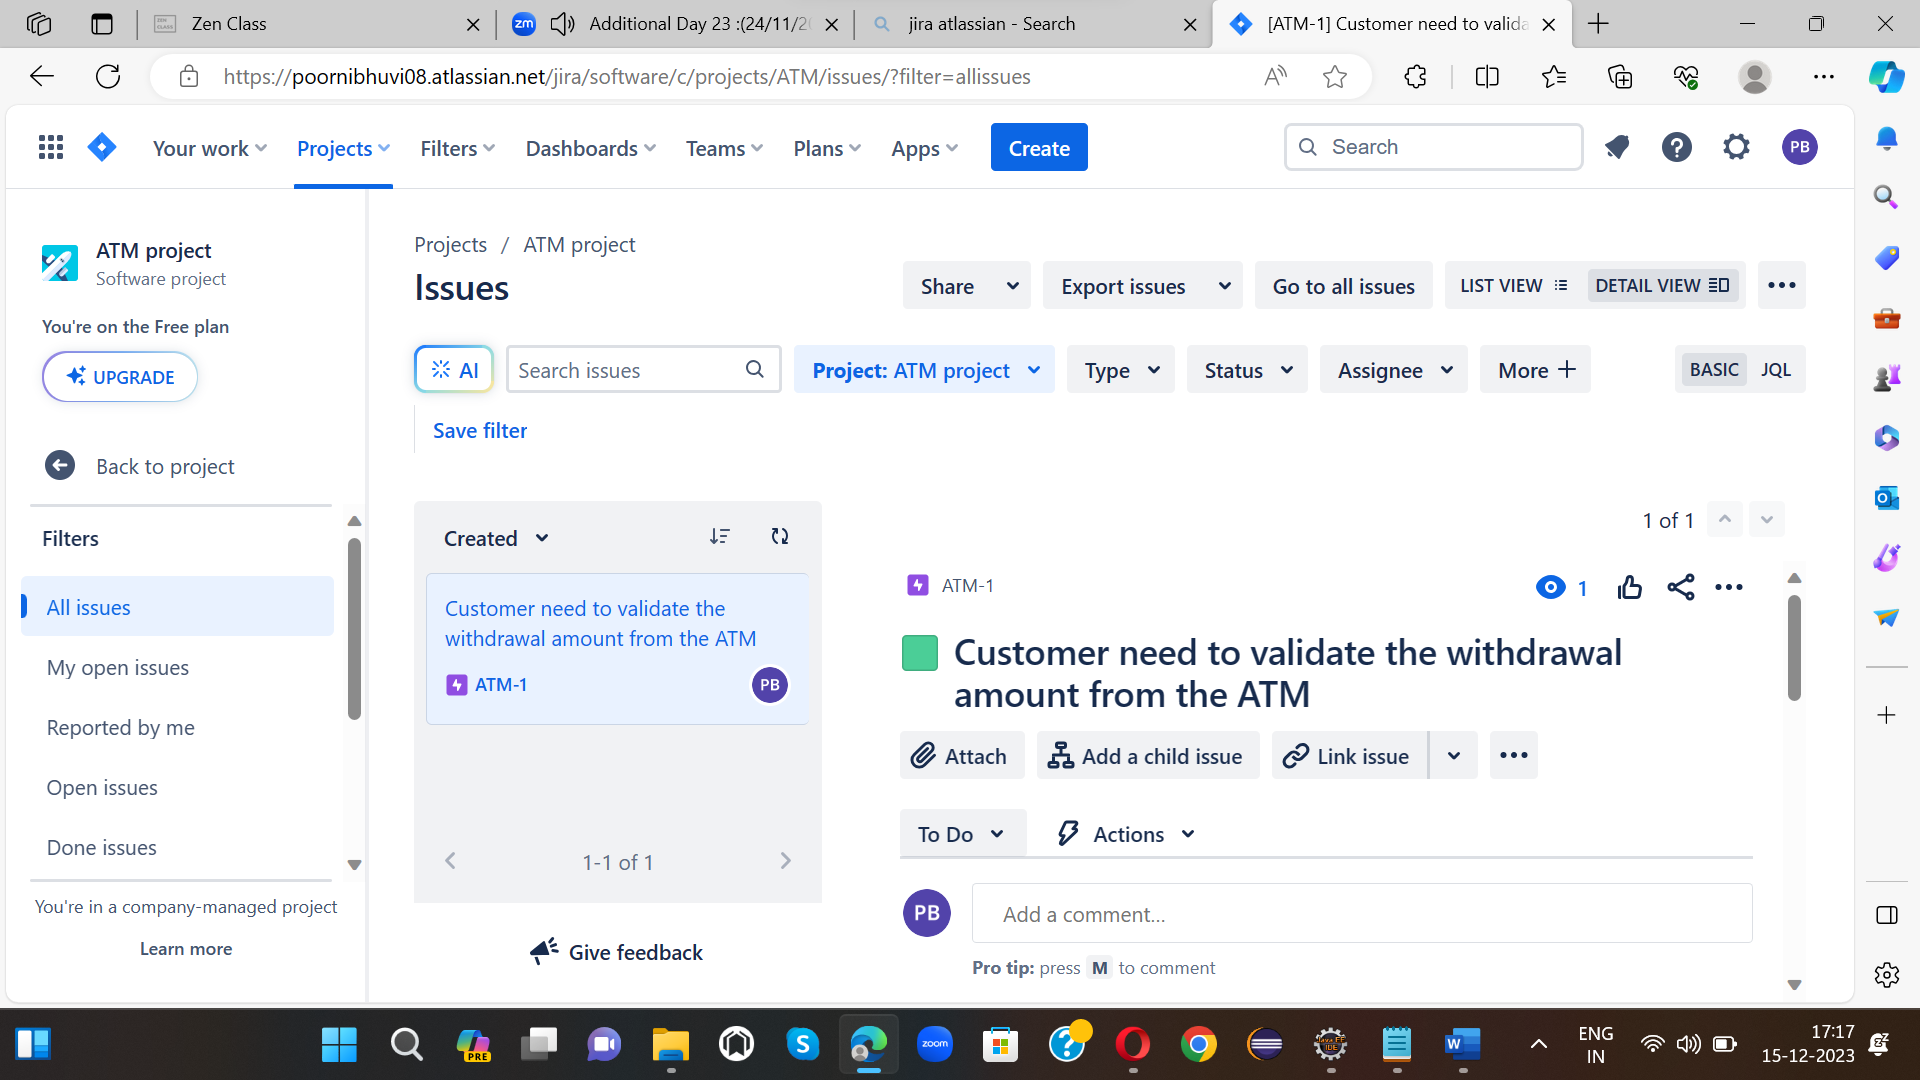 Zen Class
zm
Additional Day 23 :(24/11/2
jira atlassian - Search
[ATM-1] Customer need to valida
https://poornibhuvi08.atlassian.net/jira/software/c/projects/ATM/issues/?filter=allissues
Your work
Projects
Filters
Dashboards
Teams
Plans
Apps
Create
Search
PB
ATM project
Software project
You're on the Free plan
UPGRADE
Back to project
Filters
All issues
My open issues
Reported by me
Open issues
Done issues
You're in a company-managed project
Learn more
Projects / ATM project
Issues
Share
Export issues
Go to all issues
LIST VIEW
DETAIL VIEW
AI
Search issues
Project: ATM project
Type
Status
Assignee
More
BASIC
JQL
Save filter
Created
Customer need to validate the
withdrawal amount from the ATM
ATM-1
PB
1-1 of 1
Give feedback
1 of 1
ATM-1
1
Customer need to validate the withdrawal
amount from the ATM
Attach
Add a child issue
Link issue
To Do
Actions
PB
Add a comment...
Pro tip: press M to comment
PRE
zoom
ENG
IN
17:17
15-12-2023